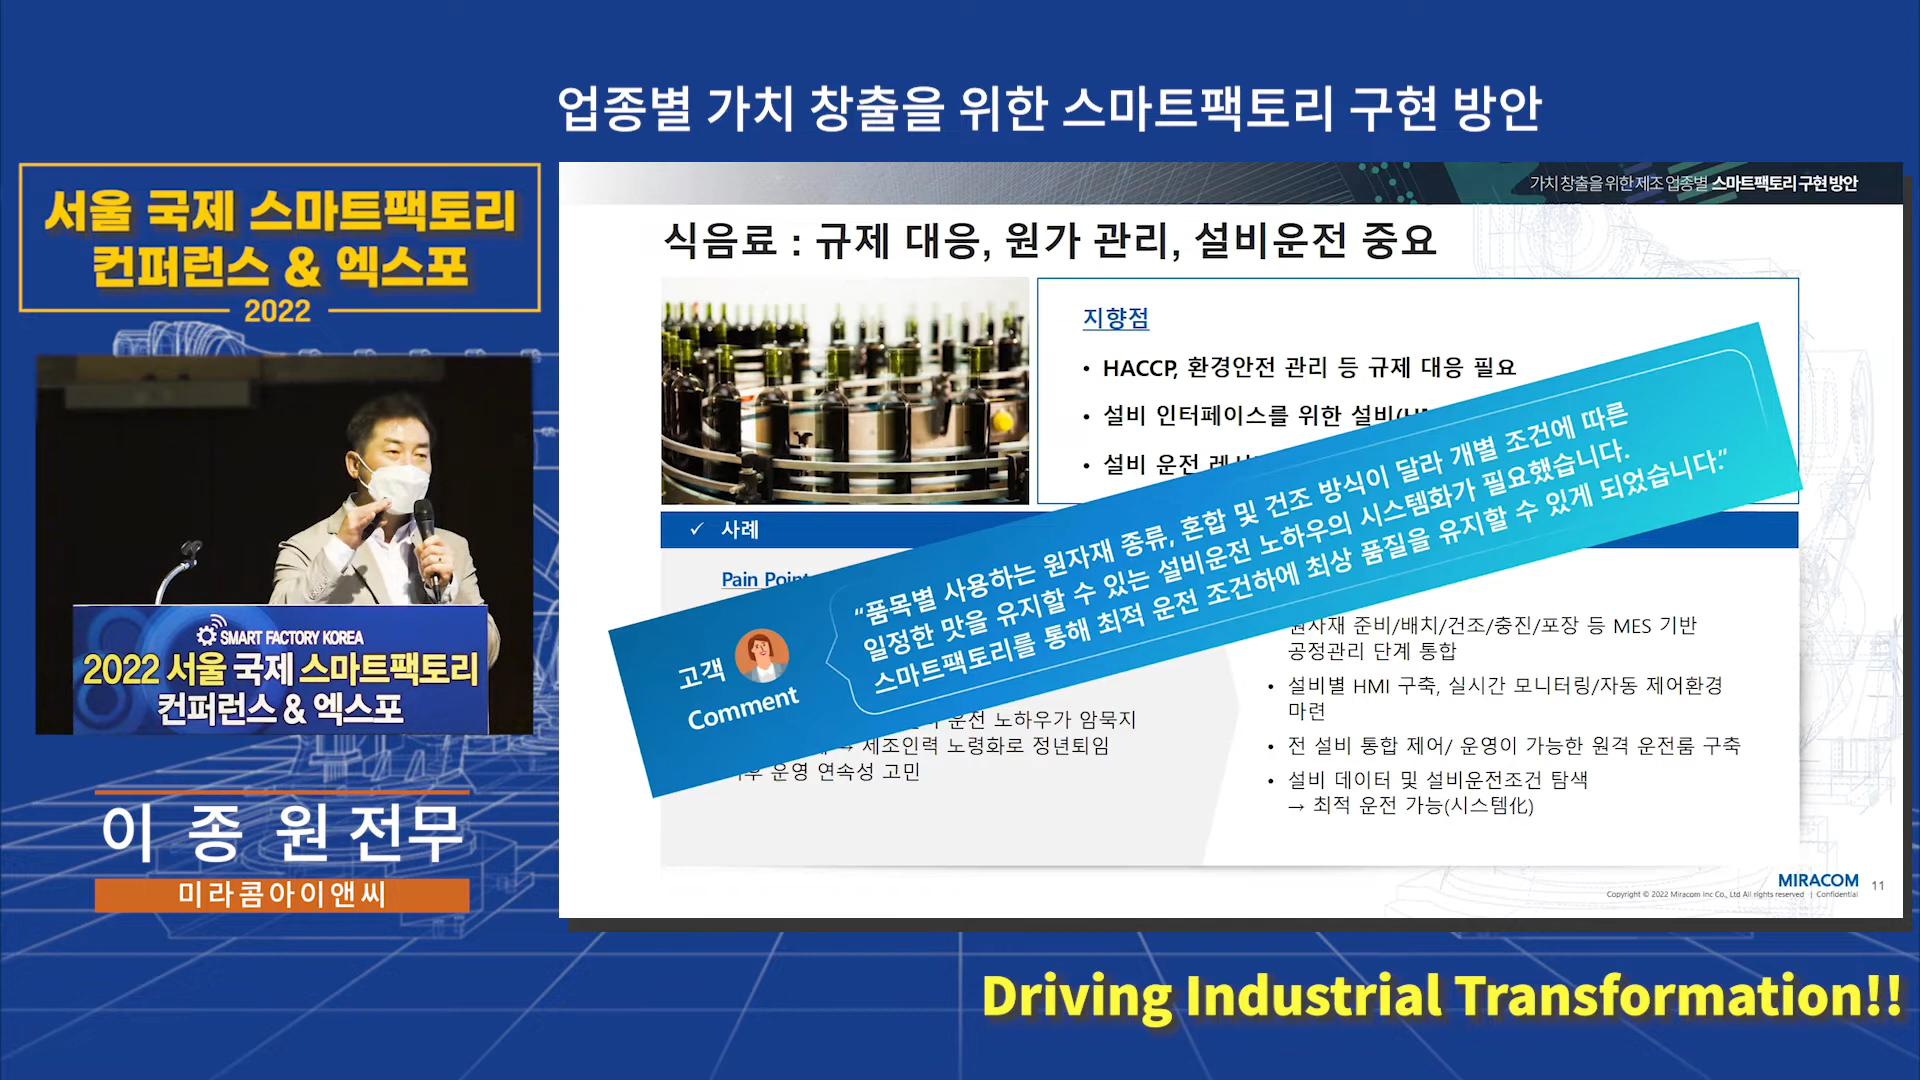 업종별 가치 창출을 위한 스마트팩토리 구현 방안
서울 국제 스마트팩토리
컨퍼런스 & 엑스포
2022
SMART FACTORY KOREA
2022 서울 국제 스마트팩토리
컨퍼런스 & 엑스포
이 종 원 전무
미라콤아이앤씨
가치 창출을 위한 제조 업종별 스마트팩토리 구현 방안
식음료 : 규제 대응, 원가 관리, 설비운전 중요
지향점
• HACCP, 환경안전 관리 등 규제 대응 필요
• 설비 인터페이스를 위한
• 설비 운전
✓ 사례
Pain Point
고객
Comment
“품목별 사용하는 원자재 종류, 혼합 및 건조 방식이 달라 개별 조건에 따른
일정한 맛을 유지할 수 있는 설비운전 노하우의 시스템화가 필요했습니다.
스마트팩토리를 통해 최적 운전 조건하에 최상 품질을 유지할 수 있게 되었습니다.”
운전 노하우가 암묵지
→ 제조인력 노령화로 정년퇴임
운영 연속성 고민
원자재 준비/배치/건조/충진/포장 등 MES 기반
공정관리 단계 통합
• 설비별 HMI 구축, 실시간 모니터링/자동 제어환경
마련
• 전 설비 통합 제어/ 운영이 가능한 원격 운전룸 구축
• 설비 데이터 및 설비운전조건 탐색
→ 최적 운전 가능(시스템化)
MIRACOM
Copyright © 2022 Miracom Inc Co., Ltd All rights reserved | Confidential
11
Driving Industrial Transformation!!